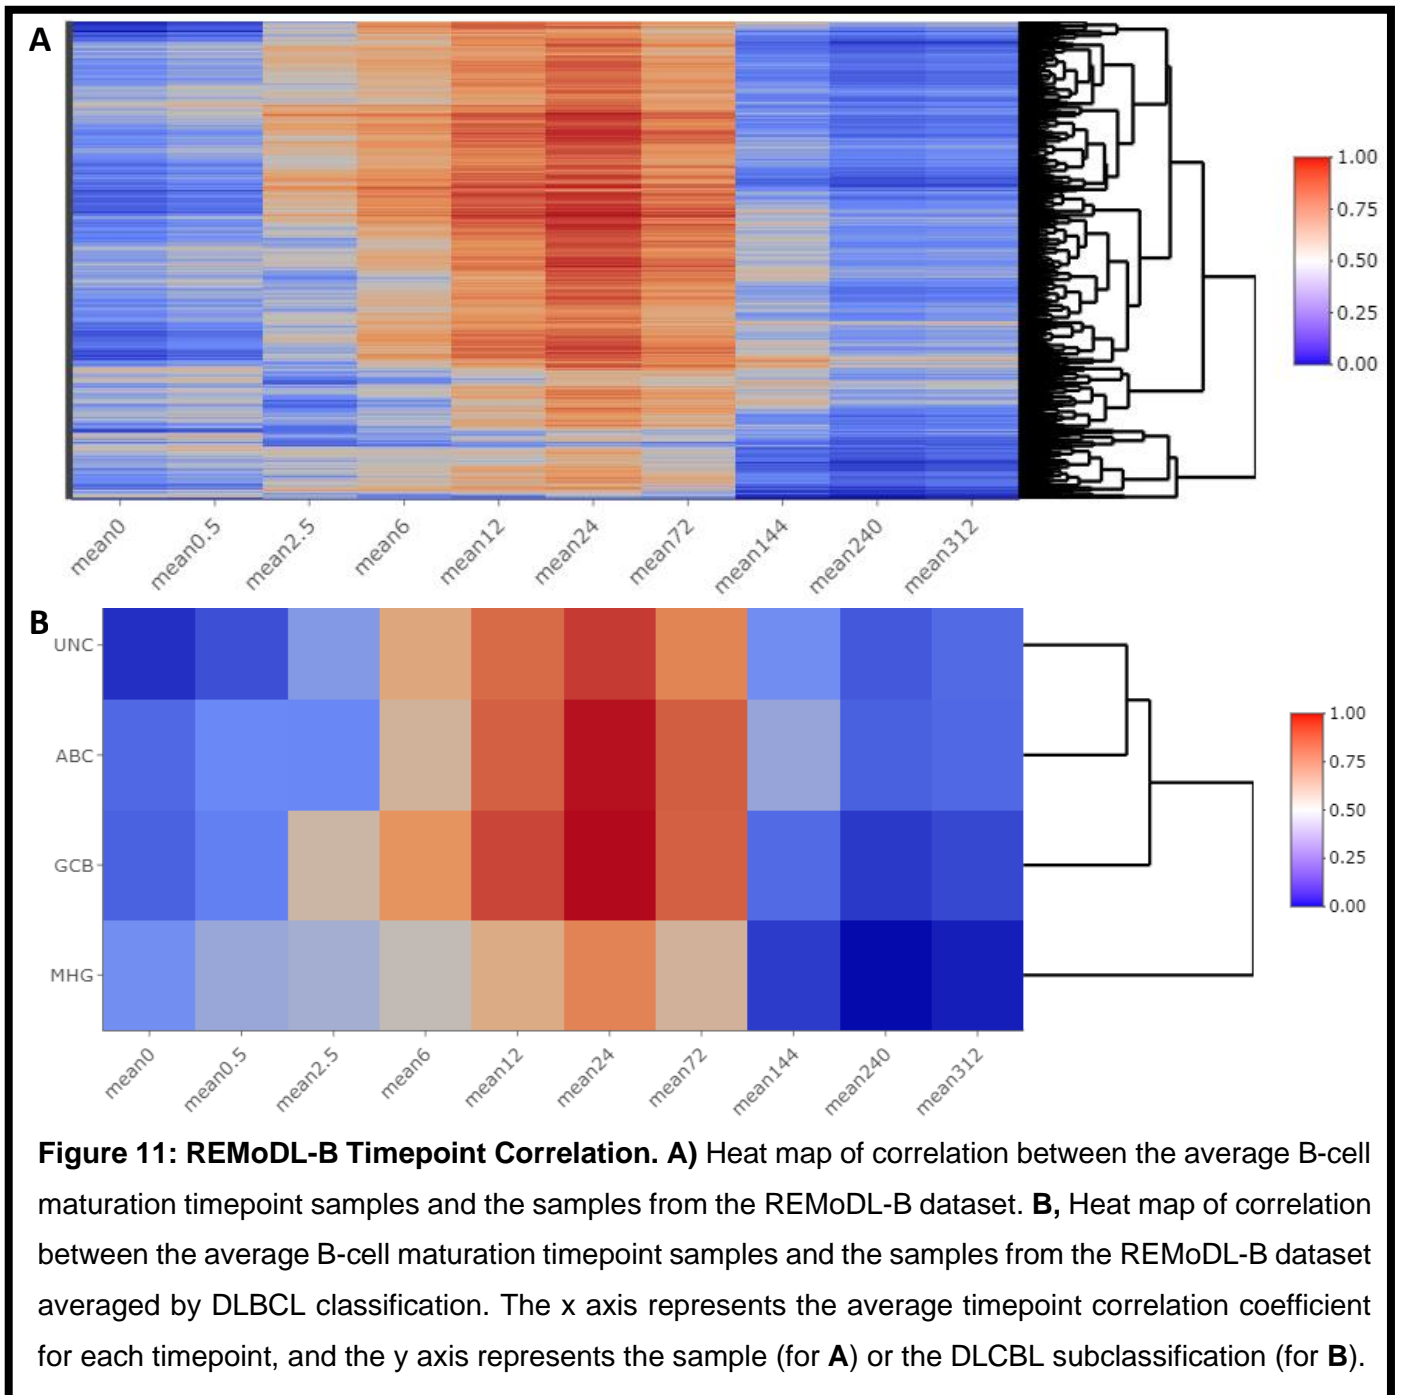 A
1.00
0.75
0.50
0.25
0.00
mean0 mean0.5 mean2.5 mean6 mean12 mean24 mean72 mean144 mean240 mean312
B
UNC
ABC
GCB
MHG
1.00
0.75
0.50
0.25
0.00
mean0 mean0.5 mean2.5 mean6 mean12 mean24 mean72 mean144 mean240 mean312
Figure 11: REMoDL-B Timepoint Correlation. A) Heat map of correlation between the average B-cell
maturation timepoint samples and the samples from the REMoDL-B dataset. B, Heat map of correlation
between the average B-cell maturation timepoint samples and the samples from the REMoDL-B dataset
averaged by DLBCL classification. The x axis represents the average timepoint correlation coefficient
for each timepoint, and the y axis represents the sample (for A) or the DLCBL subclassification (for B).